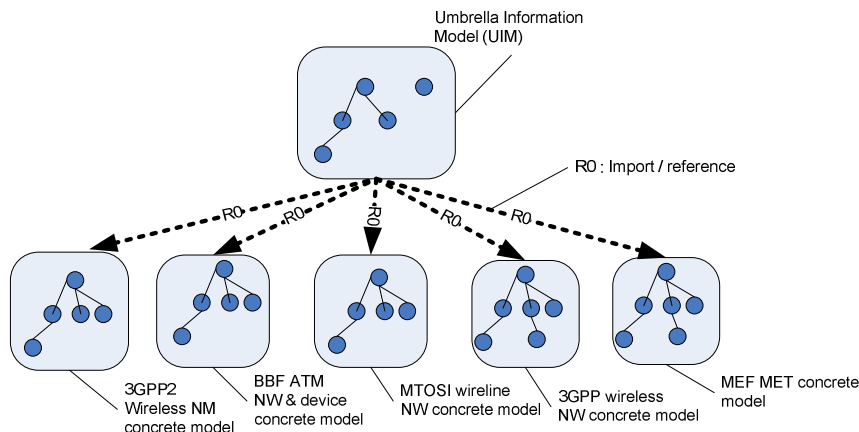 Umbrella Information
Model (UIM)
R0 : Import / reference
R0
R0
R0
R0
R0
3GPP2
Wireless NM
concrete model
BBF ATM
NW & device
concrete model
MTOSI wireline
NW concrete model
3GPP wireless
NW concrete model
MEF MET concrete
model